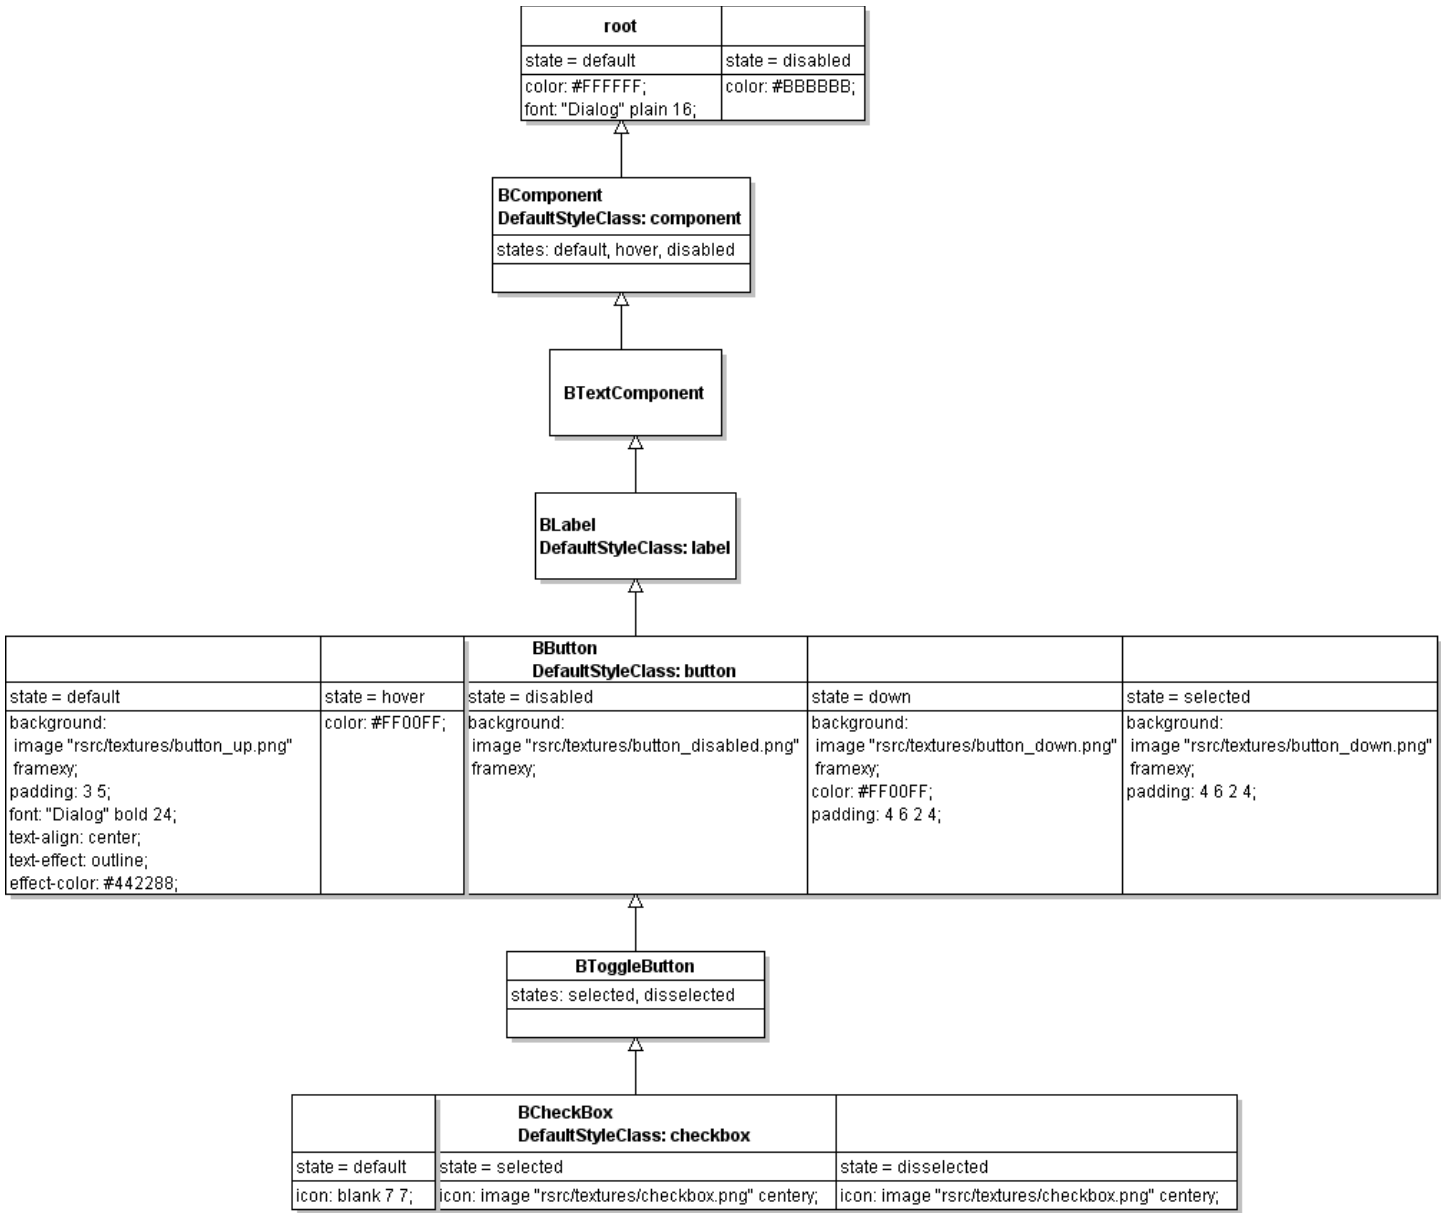 root
state = default
state = disabled
color: #FFFFFF;
font: "Dialog" plain 16;
color: #BBBBBB;
BComponent
DefaultStyleClass: component
states: default, hover, disabled
BTextComponent
BLabel
DefaultStyleClass: label
BButton
DefaultStyleClass: button
state = default
background:
image "rsrc/textures/button_up.png"
framexy;
padding: 3 5;
font: "Dialog" bold 24;
text-align: center;
text-effect: outline;
effect-color: #442288;
state = hover
color: #FF00FF;
state = disabled
background:
image "rsrc/textures/button_disabled.png"
framexy;
state = down
background:
image "rsrc/textures/button_down.png"
framexy;
color: #FF00FF;
padding: 4 6 2 4;
state = selected
background:
image "rsrc/textures/button_down.png"
framexy;
padding: 4 6 2 4;
BToggleButton
states: selected, disselected
BCheckBox
DefaultStyleClass: checkbox
state = default
icon: blank 7 7;
state = selected
icon: image "rsrc/textures/checkbox.png" centery;
state = disselected
icon: image "rsrc/textures/checkbox.png" centery;